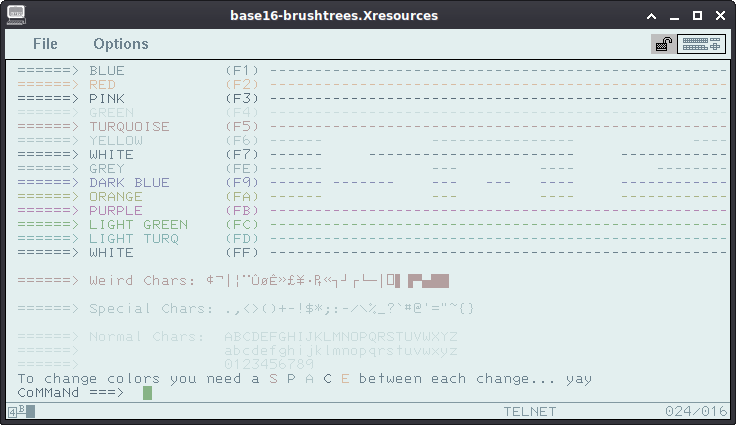 base16-brushtrees.Xresources
File Options
======> BLUE (F1) ------------------------------------------------------
======> RED (F2) ------------------------------------------------------
======> PINK (F3) ------------------------------------------------------
======> GREEN (F4) ------------------------------------------------------
======> TURQUOISE (F5) ------------------------------------------------------
======> YELLOW (F6) ------ ----
======> WHITE (F7) ------ ------------------------ -------------
======> GREY (FE) ------ --- ---
======> DARK BLUE (F9) ------ ------- --- --- --- ---
======> ORANGE (FA) ------ --- ---
======> PURPLE (FB) ------------------------------------------------------
======> LIGHT GREEN (FC) ------------------------------------------------------
======> LIGHT TURQ (FD) ------------------------------------------------------
======> WHITE (FF) ------------------------------------------------------
======> Weird Chars: ¢¬|¦¨ÛøÊ»£¥·
======> Special Chars: .,<>()+-!$*;:-/\%_?`#@'="~{}
======> Normal Chars: ABCDEFGHIJKLMNOPQRSTUVWXYZ
======> abcdefghijklmnopqrstuvwxyz
======> 0123456789
To change colors you need a S P A C E between each change... yay
CoMMaNd ===>
4 B TELNET 024/016